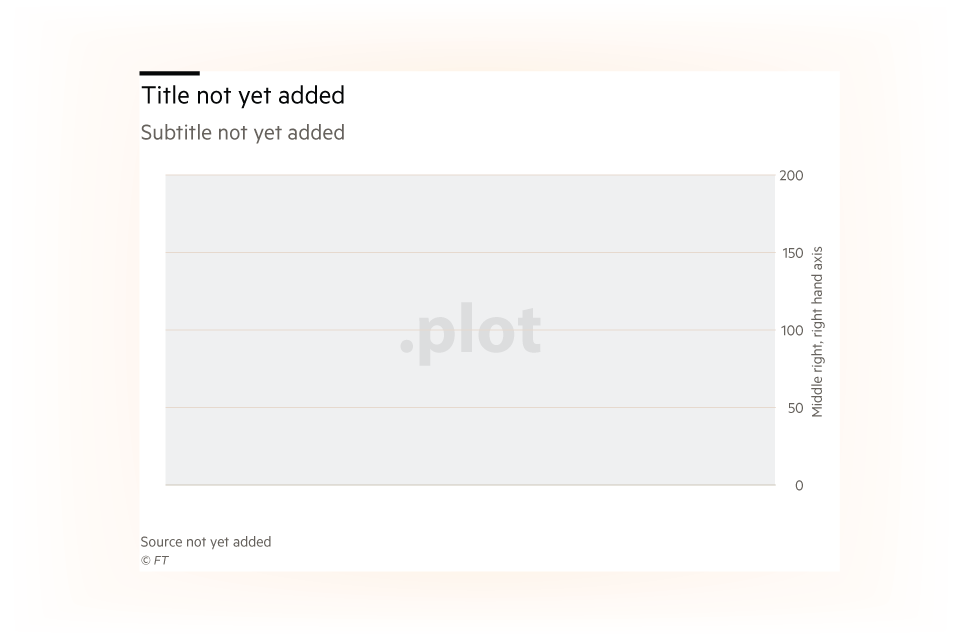 Title not yet added
Subtitle not yet added
200
150
100
50
0
Middle right, right hand axis
.plot
Source not yet added
© FT